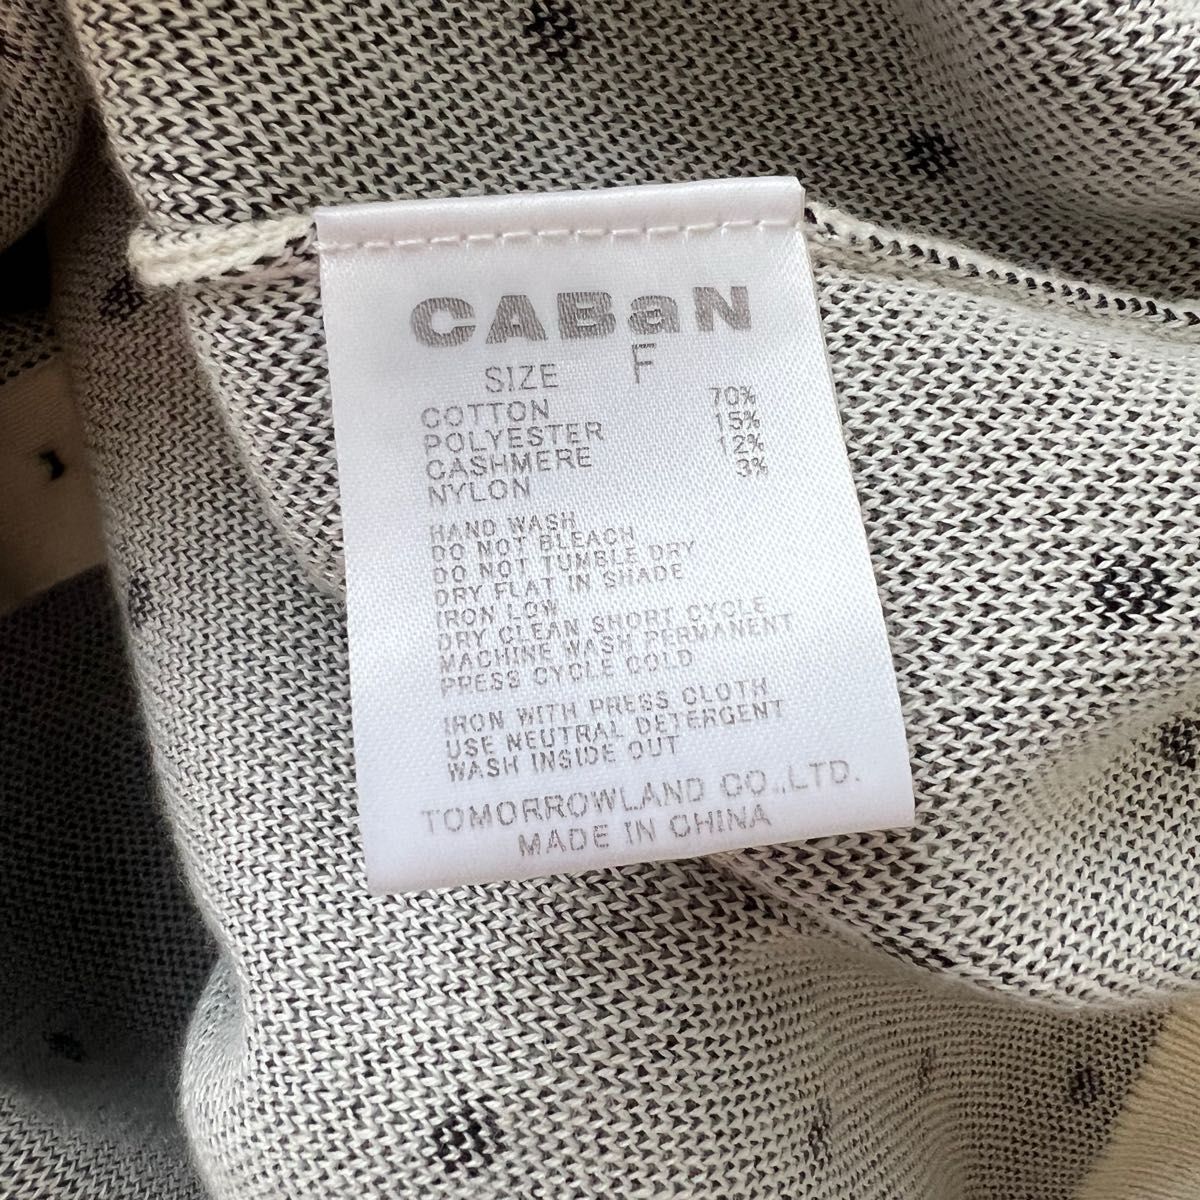 CABaN
SIZE F
COTTON 70%
POLYESTER 15%
CASHMERE 12%
NYLON 3%
HAND WASH
DO NOT BLEACH
DO NOT TUMBLE DRY
DRY FLAT IN SHADE
IRON LOW
DRY CLEAN SHORT CYCLE
MACHINE WASH PERMANENT
PRESS CYCLE COLD
IRON WITH PRESS CLOTH
USE NEUTRAL DETERGENT
WASH INSIDE OUT
TOMORROWLAND CO.,LTD.
MADE IN CHINA